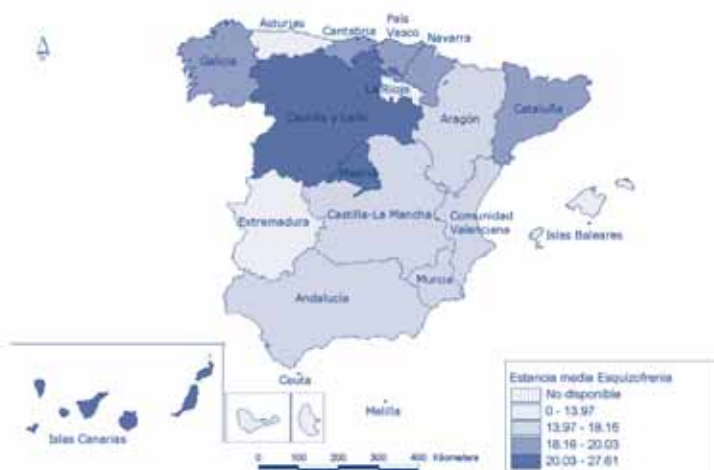 Asturias
Cantabria
País
Vasco
Navarra
Galicia
La Rioja
Castilla y León
Aragón
Cataluña
Madrid
Extremadura
Castilla-La Mancha
Comunidad
Valenciana
Islas Baleares
Murcia
Andalucía
Ceuta
Melilla
Islas Canarias
Estancia media Esquizofrenia
No disponible
0 - 13.97
13.97 - 18.16
18.16 - 20.03
20.03 - 27.61
0 100 200 300 400 Kilometers